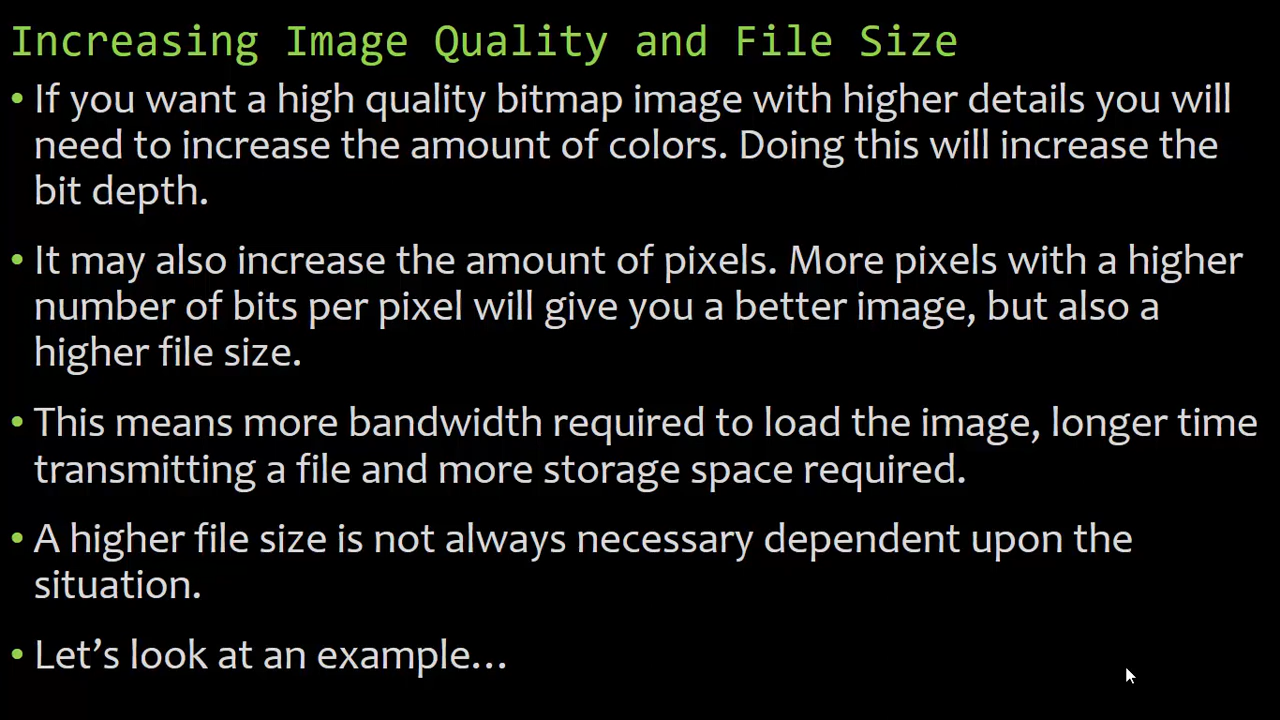 Increasing Image Quality and File Size
• If you want a high quality bitmap image with higher details you will
need to increase the amount of colors. Doing this will increase the
bit depth.
• It may also increase the amount of pixels. More pixels with a higher
number of bits per pixel will give you a better image, but also a
higher file size.
• This means more bandwidth required to load the image, longer time
transmitting a file and more storage space required.
• A higher file size is not always necessary dependent upon the
situation.
• Let’s look at an example…